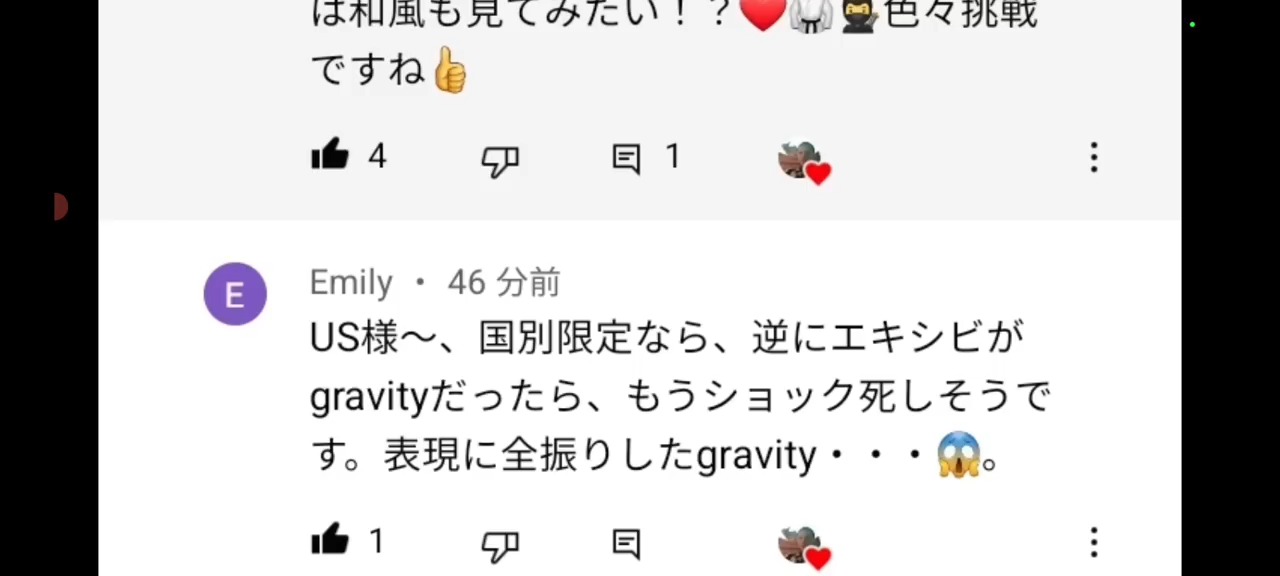 は和風も見てみたい！？❤️🥋🥷色々挑戦
ですね👍
4
1
E
Emily ・ 46 分前
US様〜、国別限定なら、逆にエキシビが
gravityだったら、もうショック死しそうで
す。表現に全振りしたgravity・・・😱。
1